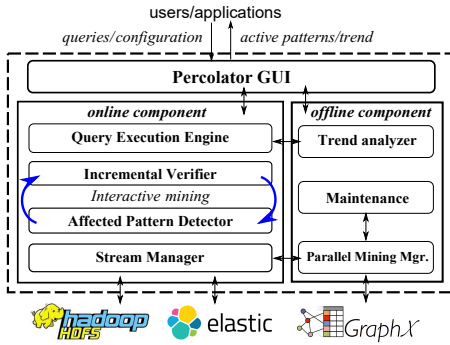 users/applications
queries/configuration
active patterns/trend
Percolator GUI
online component
offline component
Query Execution Engine
Trend analyzer
Incremental Verifier
Interactive mining
Maintenance
Affected Pattern Detector
Stream Manager
Parallel Mining Mgr.
hadoop
HDFS
elastic
GraphX